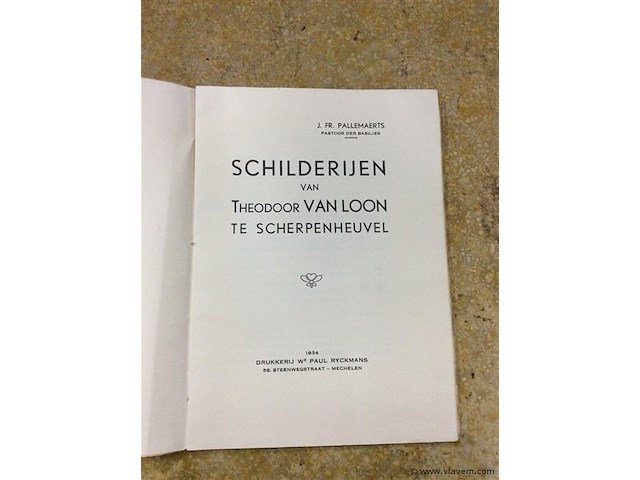 J. FR. PALLEMAERTS
PASTOOR DER BASILIEK
SCHILDERIJEN
VAN
THEODOOR VAN LOON
TE SCHERPENHEUVEL
1934
DRUKKERIJ We PAUL RYCKMANS
58, STEENWEGSTRAAT – MECHELEN
© www.vlavem.com